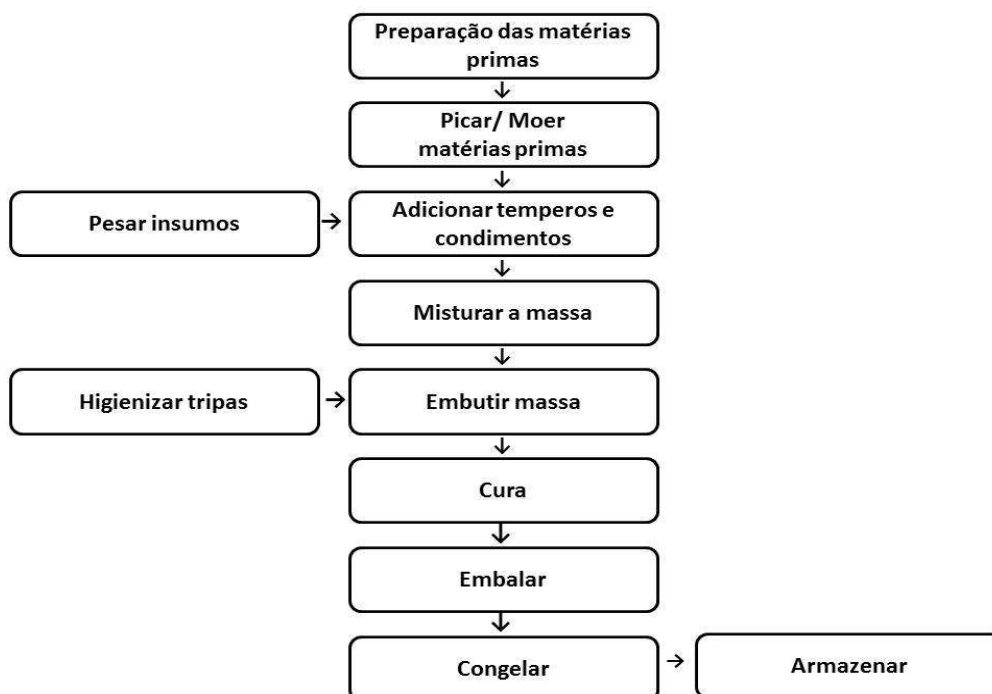 Preparação das matérias
primas
Picar/ Moer
matérias primas
Pesar insumos
Adicionar temperos e
condimentos
Misturar a massa
Higienizar tripas
Embutir massa
Cura
Embalar
Congelar
Armazenar